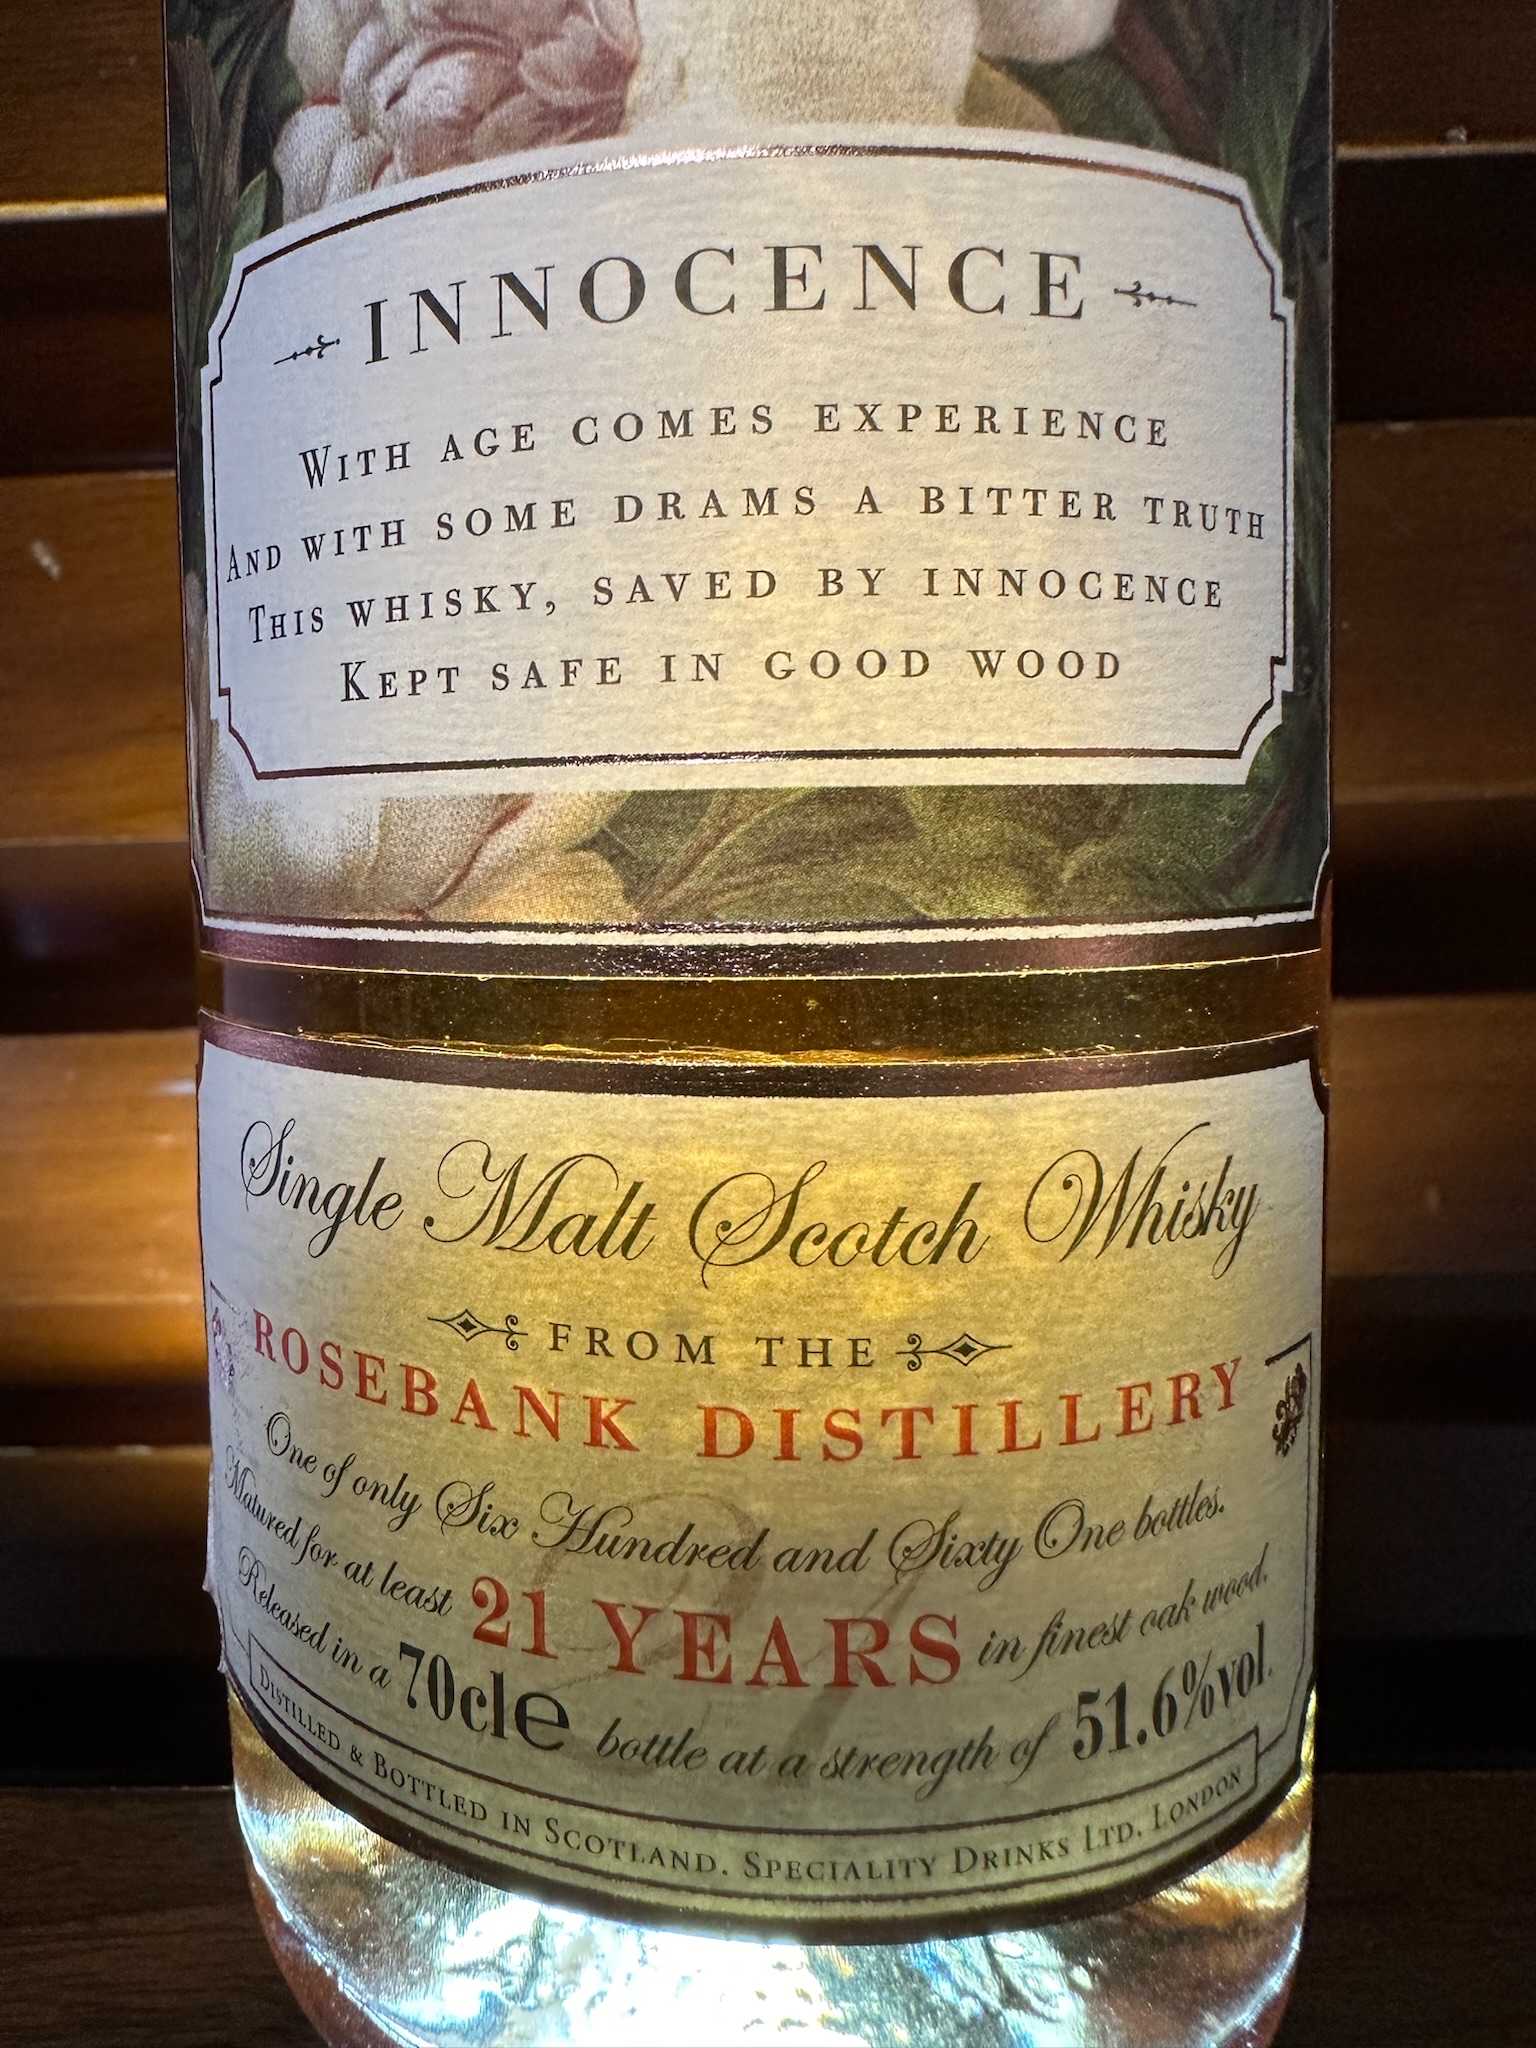 INNOCENCE
WITH AGE COMES EXPERIENCE
AND WITH SOME DRAMS A BITTER TRUTH
THIS WHISKY, SAVED BY INNOCENCE
KEPT SAFE IN GOOD WOOD
Single Malt Scotch Whisky
FROM THE
ROSEBANK DISTILLERY
One of only Six Hundred and Sixty One bottles.
Matured for at least 21 YEARS in finest oak wood.
Released in a 70cle bottle at a strength of 51.6%vol.
DISTILLED & BOTTLED IN SCOTLAND. SPECIALITY DRINKS LTD. LONDON